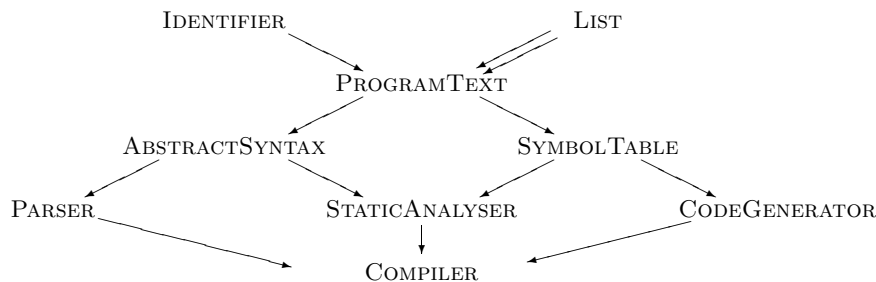 IDENTIFIER LIST
PROGRAMTEXT
ABSTRACTSYNTAX SYMBOLTABLE
PARSER STATICANALYSER CODEGENERATOR
COMPILER